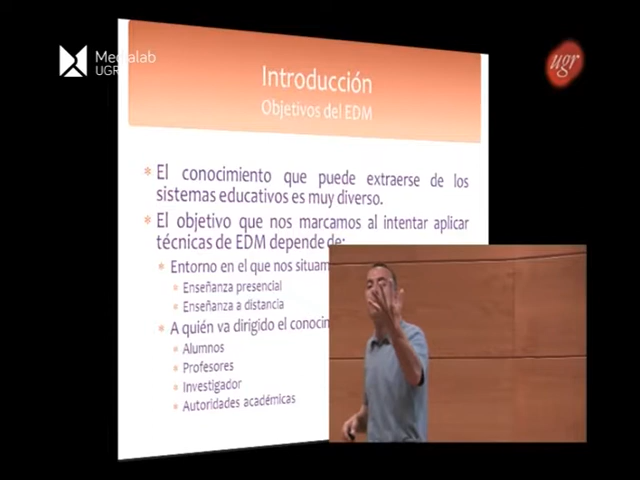 Medialab
UGR
ugr
Introducción
Objetivos del EDM
* El conocimiento que puede extraerse de los
sistemas educativos es muy diverso.
* El objetivo que nos marcamos al intentar aplicar
técnicas de EDM depende de:
* Entorno en el que nos situam
* Enseñanza presencial
* Enseñanza a distancia
* A quién va dirigido el conocim
* Alumnos
* Profesores
* Investigador
* Autoridades académicas